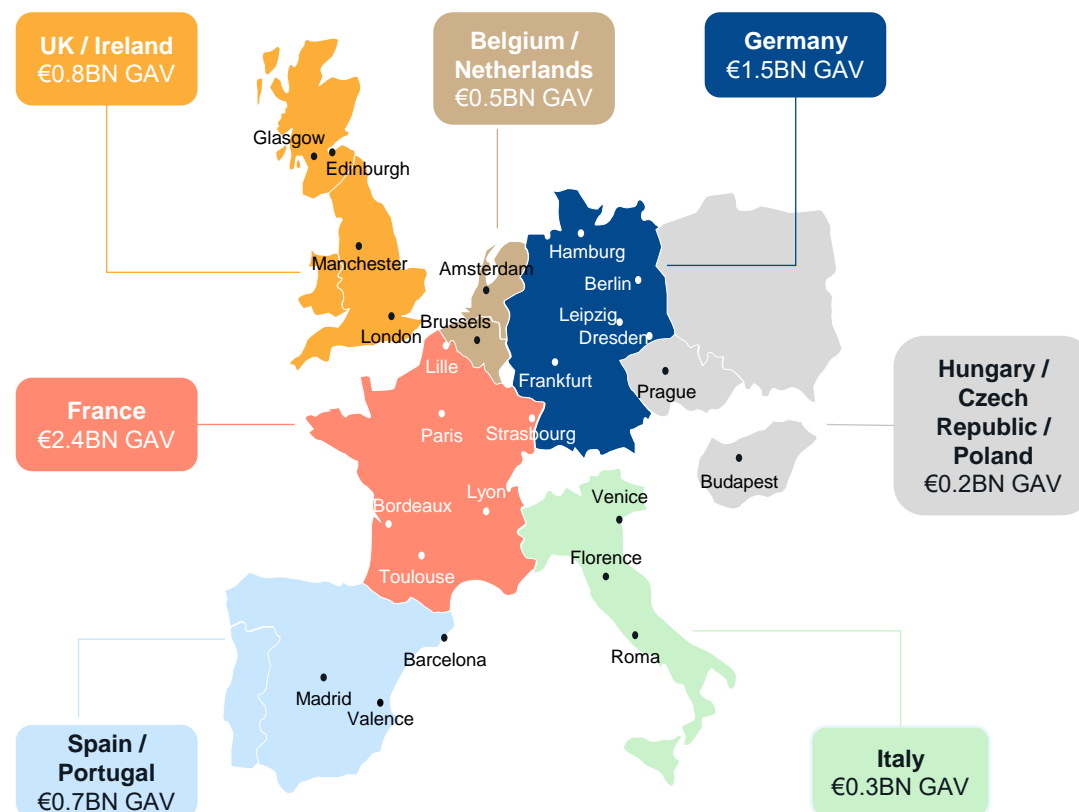 UK / Ireland
€0.8BN GAV
Belgium /
Netherlands
€0.5BN GAV
Germany
€1.5BN GAV
Glasgow
Edinburgh
Hamburg
Manchester
Amsterdam
Berlin
London
Brussels
Leipzig
Dresden
Lille
Frankfurt
Prague
Hungary /
Czech
Republic /
Poland
€0.2BN GAV
France
€2.4BN GAV
Paris
Strasbourg
Budapest
Bordeaux
Lyon
Venice
Toulouse
Florence
Barcelona
Roma
Madrid
Valence
Spain /
Portugal
€0.7BN GAV
Italy
€0.3BN GAV